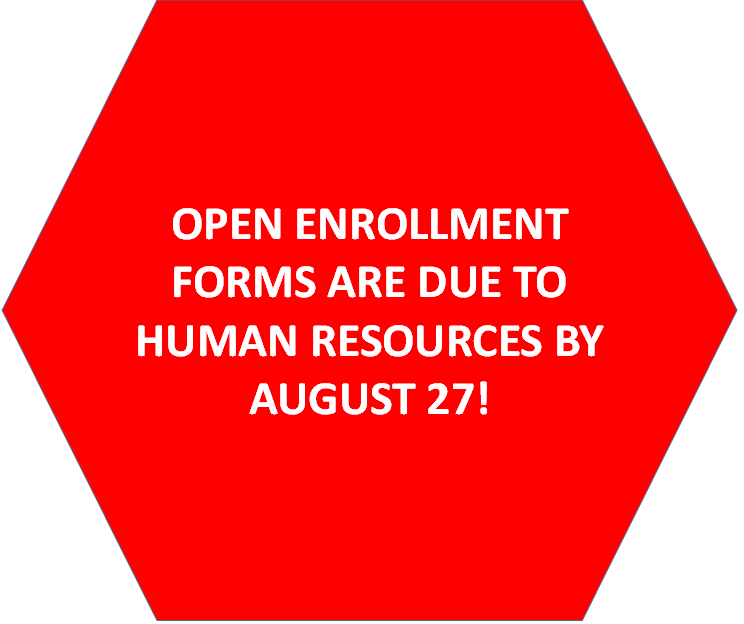 OPEN ENROLLMENT
FORMS ARE DUE TO
HUMAN RESOURCES BY
AUGUST 27!